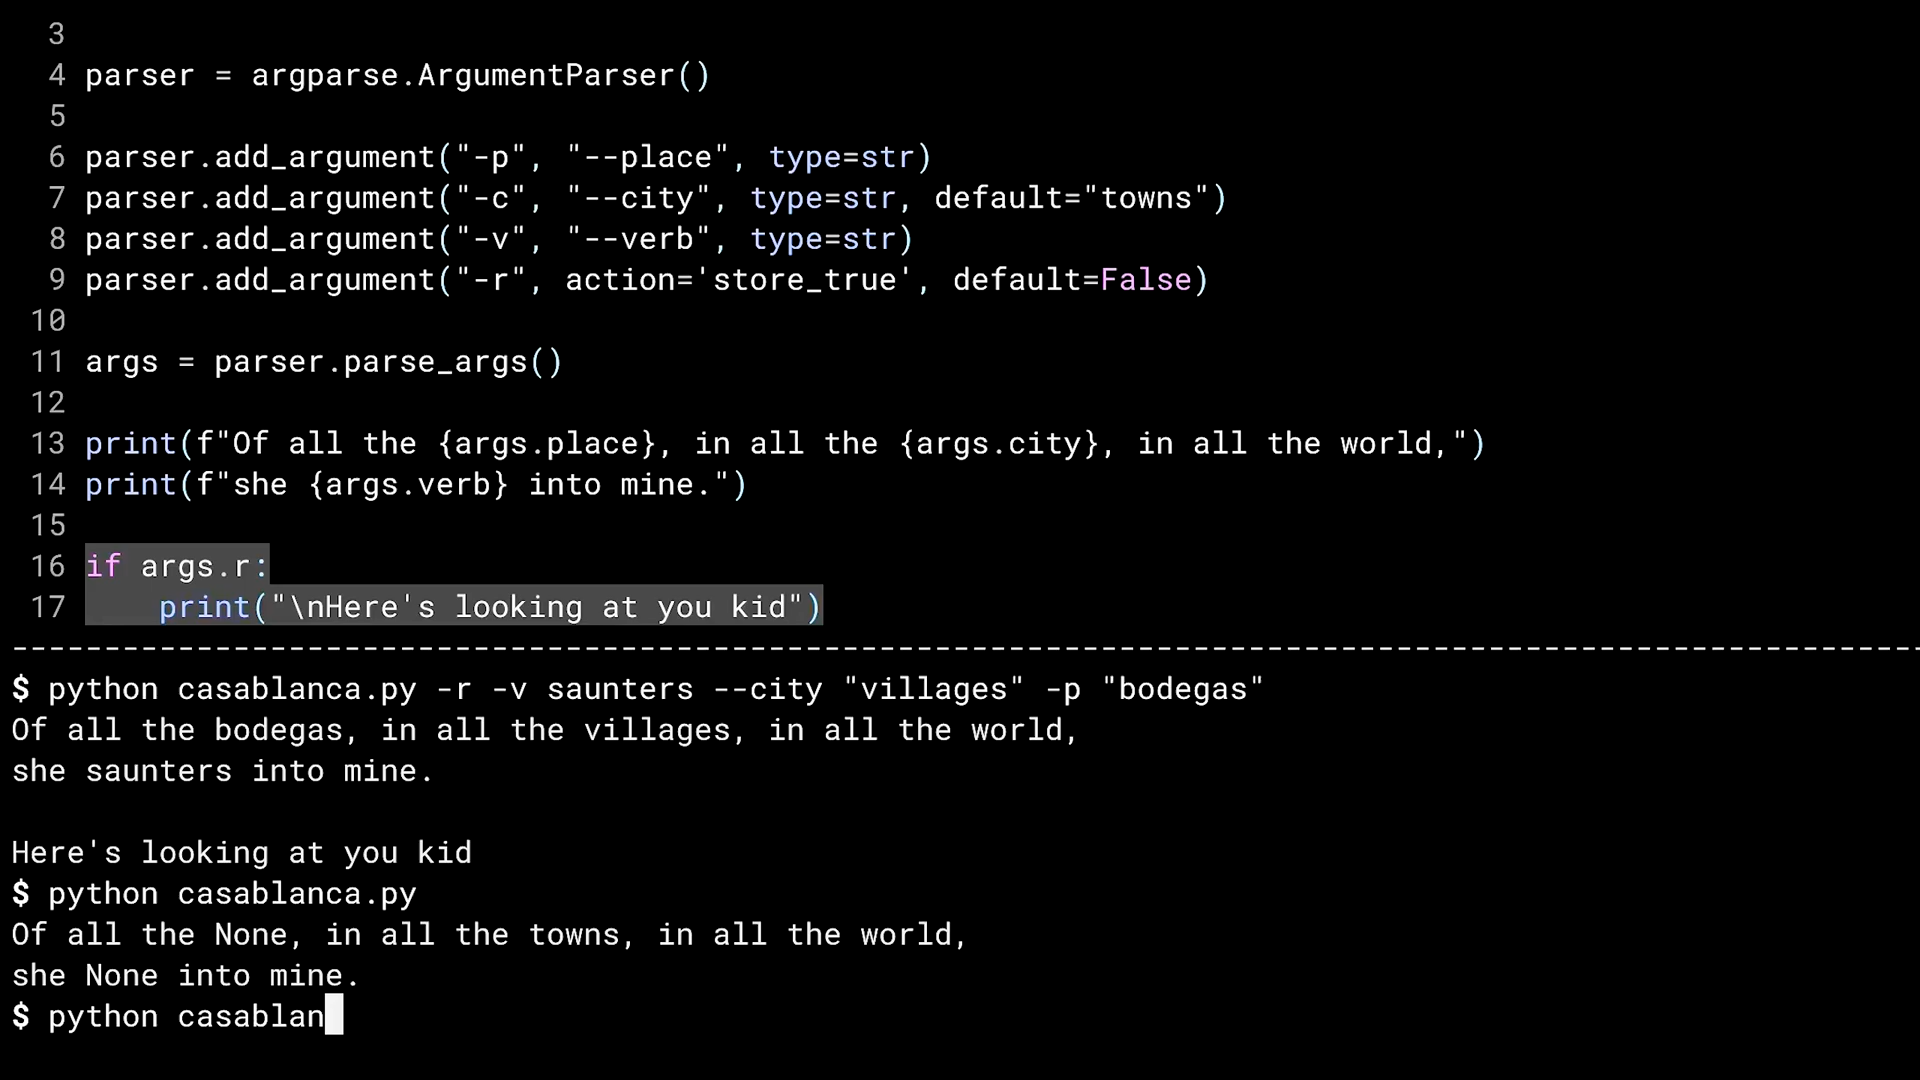 3
4 parser = argparse.ArgumentParser()
5
6 parser.add_argument("-p", "--place", type=str)
7 parser.add_argument("-c", "--city", type=str, default="towns")
8 parser.add_argument("-v", "--verb", type=str)
9 parser.add_argument("-r", action='store_true', default=False)
10
11 args = parser.parse_args()
12
13 print(f"Of all the {args.place}, in all the {args.city}, in all the world,")
14 print(f"she {args.verb} into mine.")
15
16 if args.r:
17     print("\nHere's looking at you kid")
--------------------------------------------------------------------------------------------------------
$ python casablanca.py -r -v saunters --city "villages" -p "bodegas"
Of all the bodegas, in all the villages, in all the world,
she saunters into mine.

Here's looking at you kid
$ python casablanca.py
Of all the None, in all the towns, in all the world,
she None into mine.
$ python casablan